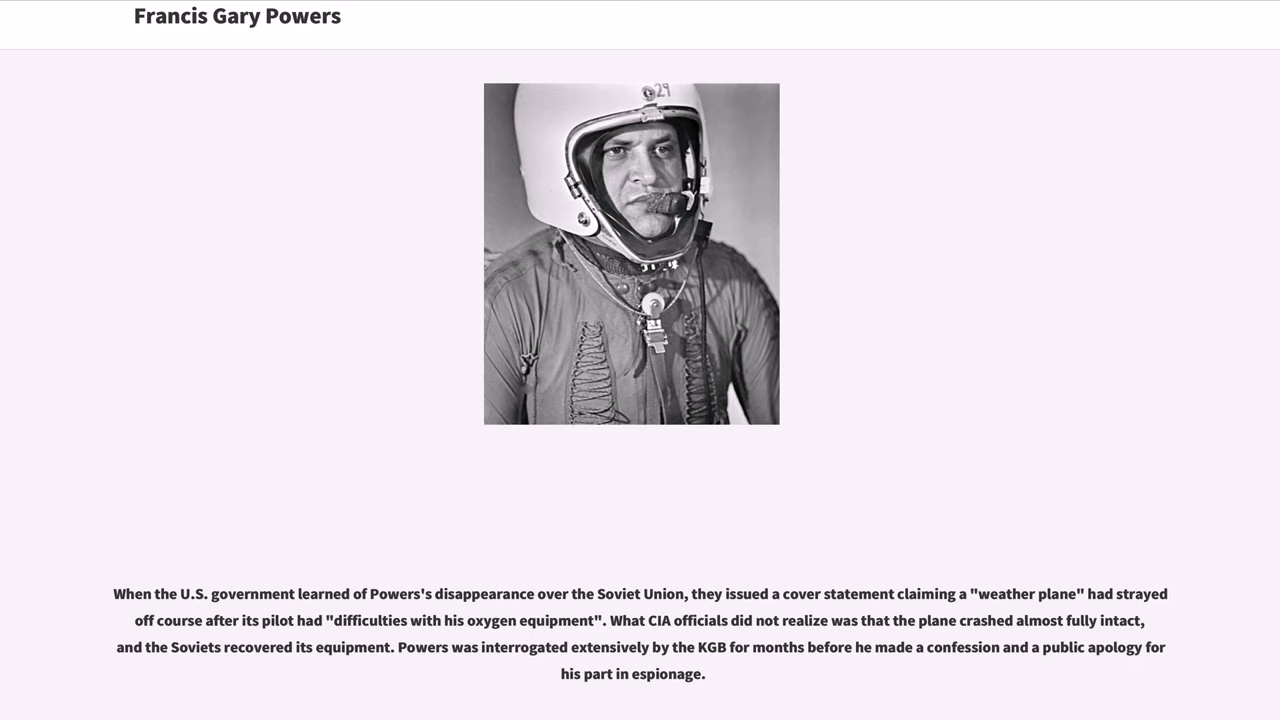 Francis Gary Powers
29
When the U.S. government learned of Powers's disappearance over the Soviet Union, they issued a cover statement claiming a "weather plane" had strayed
off course after its pilot had "difficulties with his oxygen equipment". What CIA officials did not realize was that the plane crashed almost fully intact,
and the Soviets recovered its equipment. Powers was interrogated extensively by the KGB for months before he made a confession and a public apology for
his part in espionage.